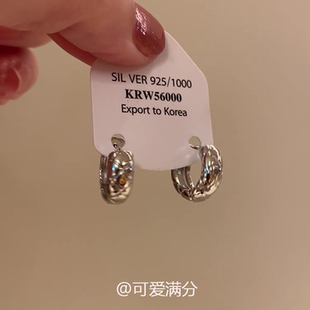 SIL VER 925/1000
KRW56000
Export to Korea
@可爱满分